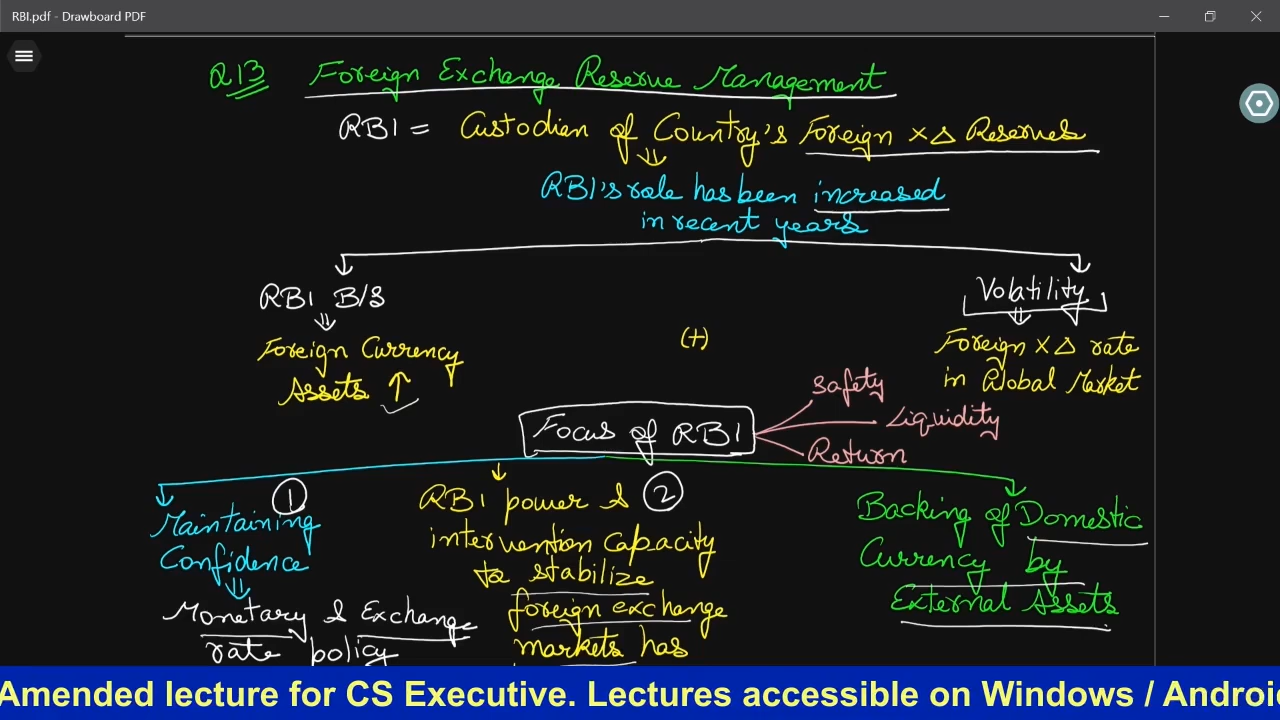 RBI.pdf - Drawboard PDF
Q13 Foreign Exchange Reserve Management
RBI = Custodian of Country's Foreign X∆ Reserves
RBI's role has been increased
in recent years
RBI B/S
Foreign Currency
Assets ↑
Volatility
Foreign X∆ rate
in Global Market
(+)
Focus of RBI
Safety
Liquidity
Return
①
Maintaining
Confidence
Monetary & Exchange
rate policy
②
RBI power &
intervention capacity
to stabilize
foreign exchange
markets has
Backing of Domestic
Currency by
External Assets
Amended lecture for CS Executive. Lectures accessible on Windows / Androi